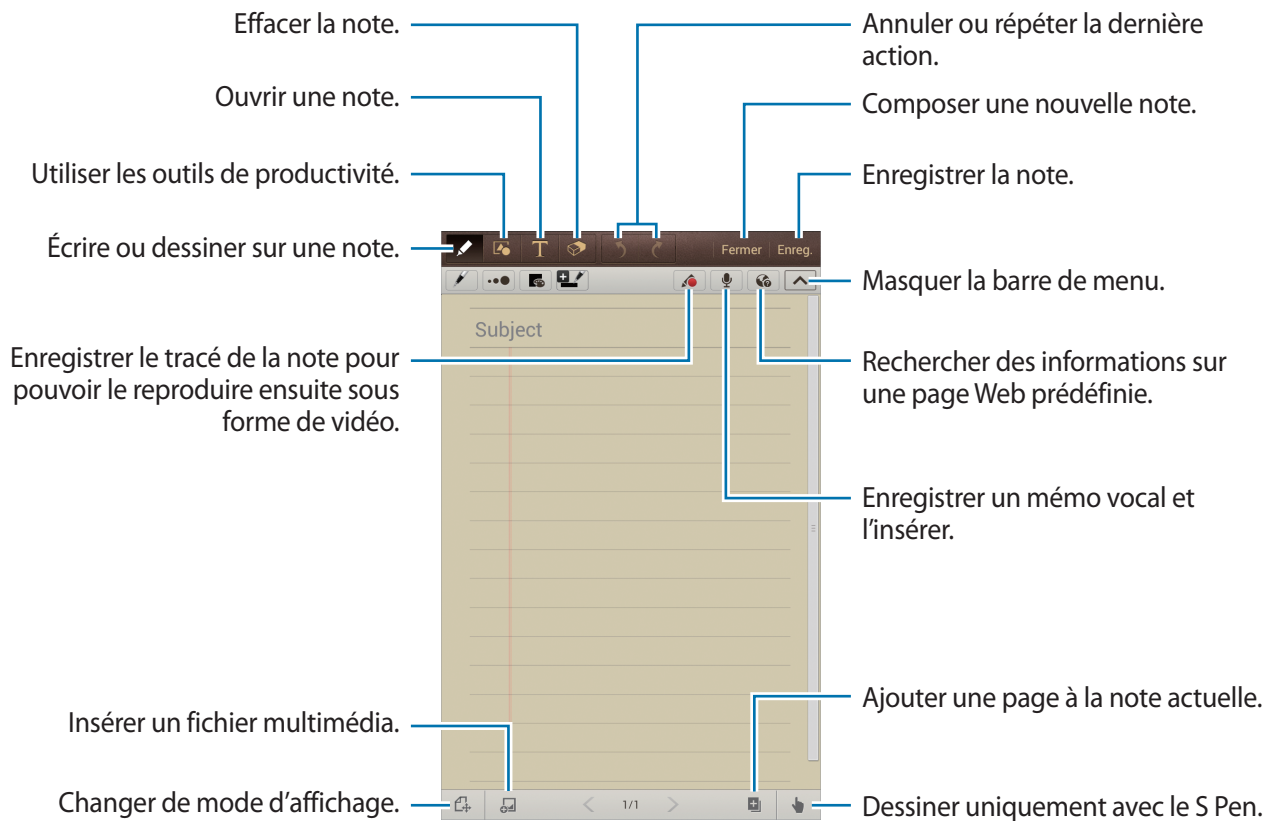 Effacer la note.
Ouvrir une note.
Utiliser les outils de productivité.
Écrire ou dessiner sur une note.
Enregistrer le tracé de la note pour
pouvoir le reproduire ensuite sous
forme de vidéo.
Insérer un fichier multimédia.
Changer de mode d'affichage.
T
Fermer
Enreg.
Subject
1/1
Annuler ou répéter la dernière
action.
Composer une nouvelle note.
Enregistrer la note.
Masquer la barre de menu.
Rechercher des informations sur
une page Web prédéfinie.
Enregistrer un mémo vocal et
l'insérer.
Ajouter une page à la note actuelle.
Dessiner uniquement avec le S Pen.